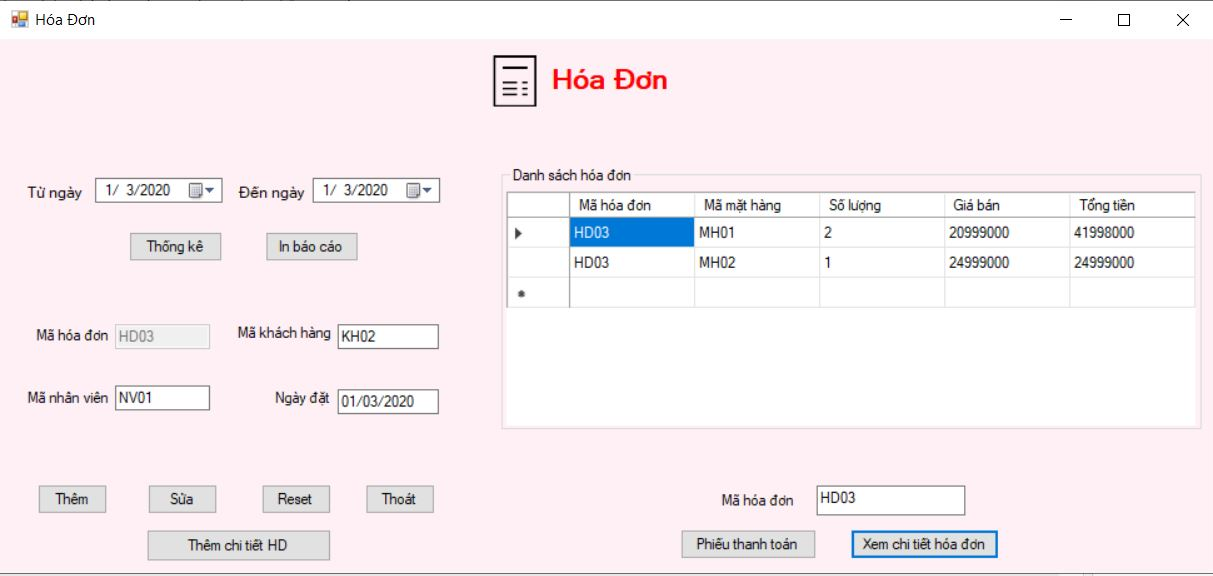 Hóa Đơn
Hóa Đơn
Từ ngày 1/ 3/2020 Đến ngày 1/ 3/2020
Thống kê In báo cáo
Mã hóa đơn HD03 Mã khách hàng KH02
Mã nhân viên NV01 Ngày đặt 01/03/2020
Thêm Sửa Reset Thoát
Thêm chi tiết HD
Danh sách hóa đơn
Mã hóa đơn Mã mặt hàng Số lượng Giá bán Tổng tiền
HD03 MH01 2 20999000 41998000
HD03 MH02 1 24999000 24999000
Mã hóa đơn HD03
Phiếu thanh toán Xem chi tiết hóa đơn